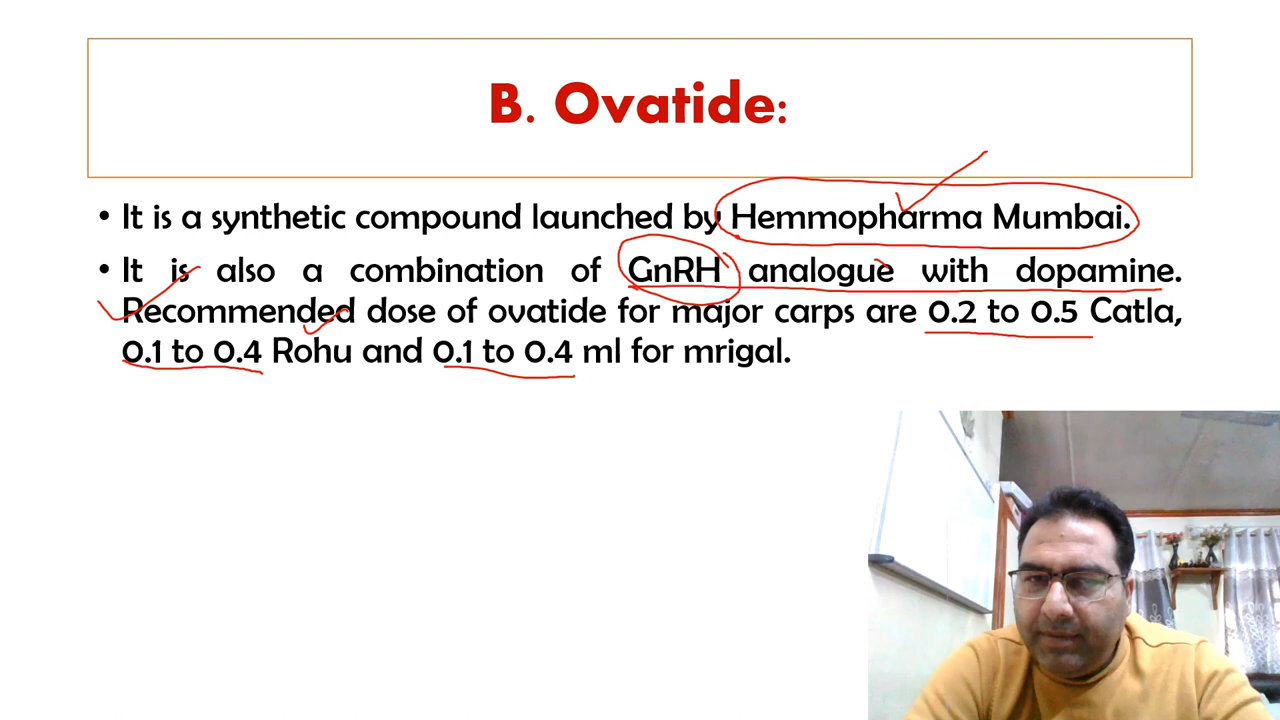 B. Ovatide:
• It is a synthetic compound launched by Hemmopharma Mumbai.
• It is also a combination of GnRH analogue with dopamine.
Recommended dose of ovatide for major carps are 0.2 to 0.5 Catla,
0.1 to 0.4 Rohu and 0.1 to 0.4 ml for mrigal.